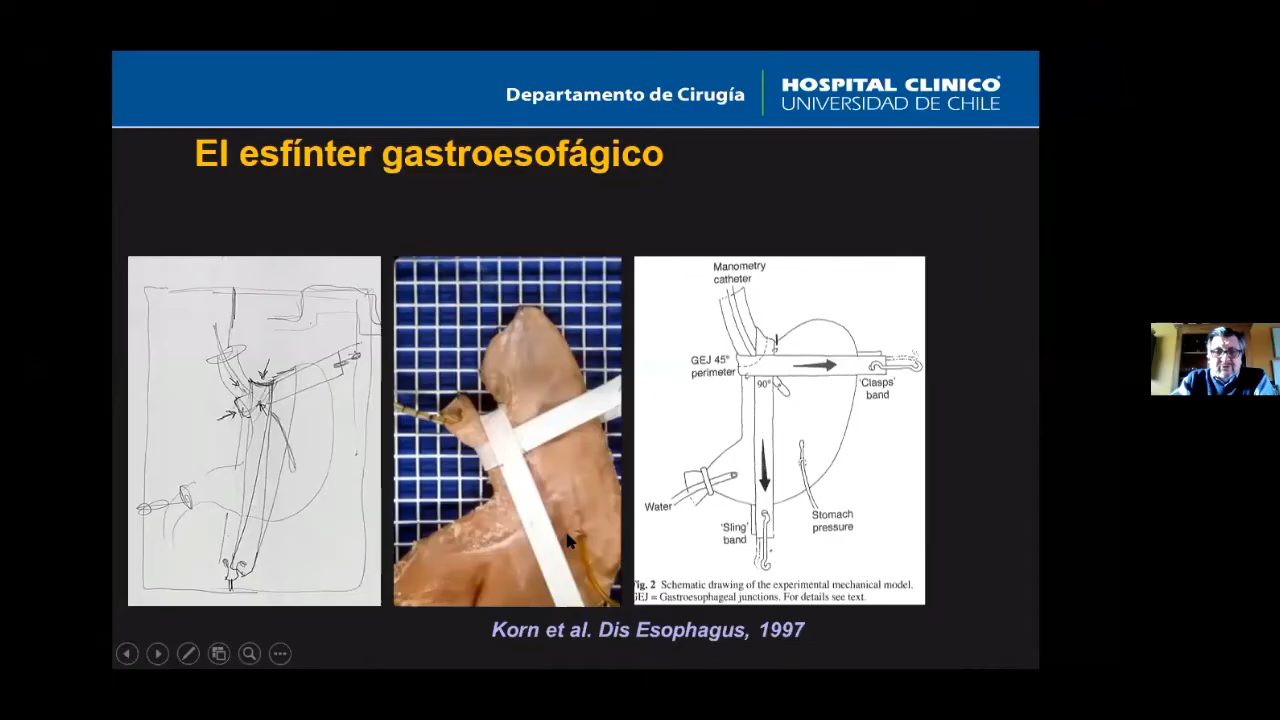 Departamento de Cirugía
HOSPITAL CLINICO
UNIVERSIDAD DE CHILE
El esfínter gastroesofágico
Manometry
catheter
GEJ 45°
perimeter
90°
'Clasps'
band
Water
'Sling'
band
Stomach
pressure
ig. 2 Schematic drawing of the experimental mechanical model.
GEJ = Gastroesophageal junctions. For details see text.
Korn et al. Dis Esophagus, 1997